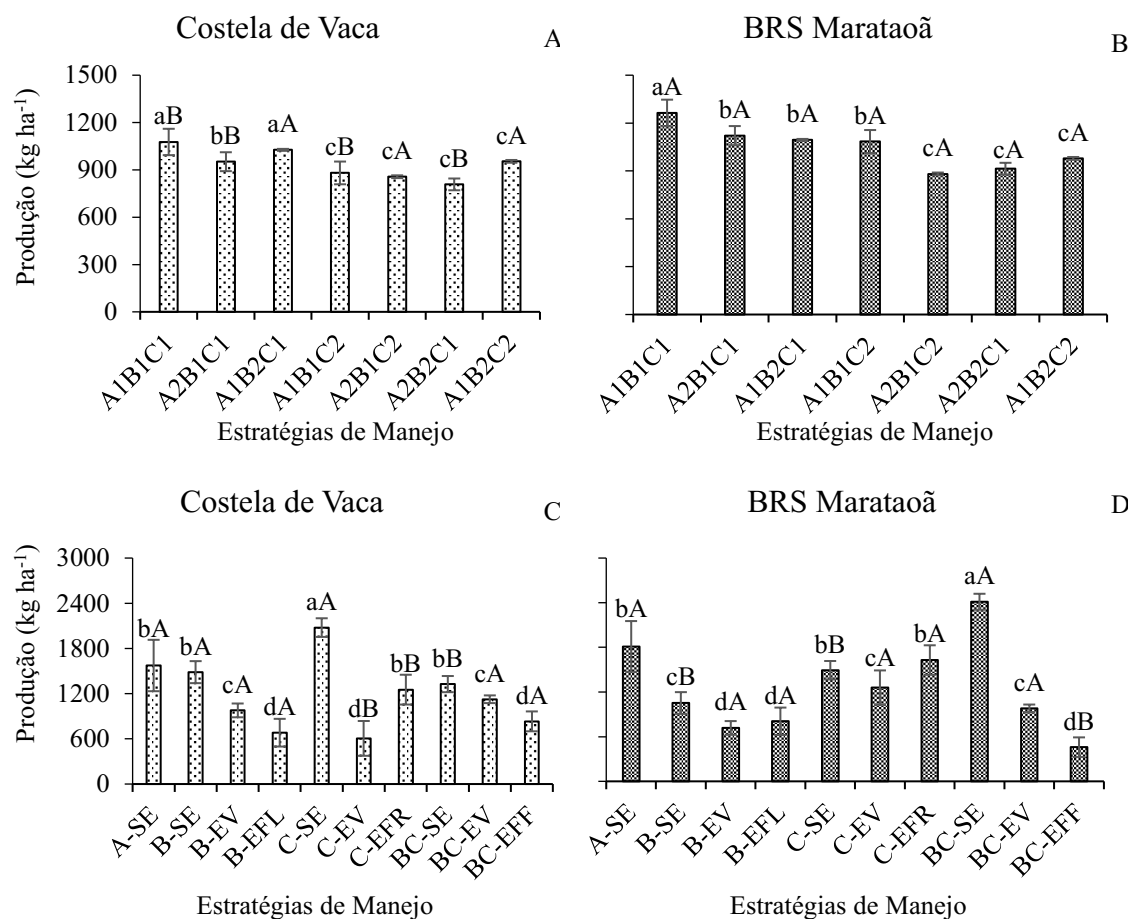 Costela de Vaca
A
BRS Marataoã
B
Produção (kg ha⁻¹)
1500
1200
900
600
300
0
aB
bB
aA
cB
cA
cB
cA
aA
bA
bA
bA
cA
cA
cA
A1B1C1
A2B1C1
A1B2C1
A1B1C2
A2B1C2
A2B2C1
A1B2C2
Estratégias de Manejo
A1B1C1
A2B1C1
A1B2C1
A1B1C2
A2B1C2
A2B2C1
A1B2C2
Estratégias de Manejo
Costela de Vaca
C
BRS Marataoã
D
Produção (kg ha⁻¹)
3000
2400
1800
1200
600
0
bA
bA
cA
dA
aA
dB
bB
bB
cA
dA
bA
cB
dA
dA
bB
cA
bA
aA
cA
dB
A-SE
B-SE
B-EV
B-EFL
C-SE
C-EV
C-EFR
BC-SE
BC-EV
BC-EFF
Estratégias de Manejo
A-SE
B-SE
B-EV
B-EFL
C-SE
C-EV
C-EFR
BC-SE
BC-EV
BC-EFF
Estratégias de Manejo